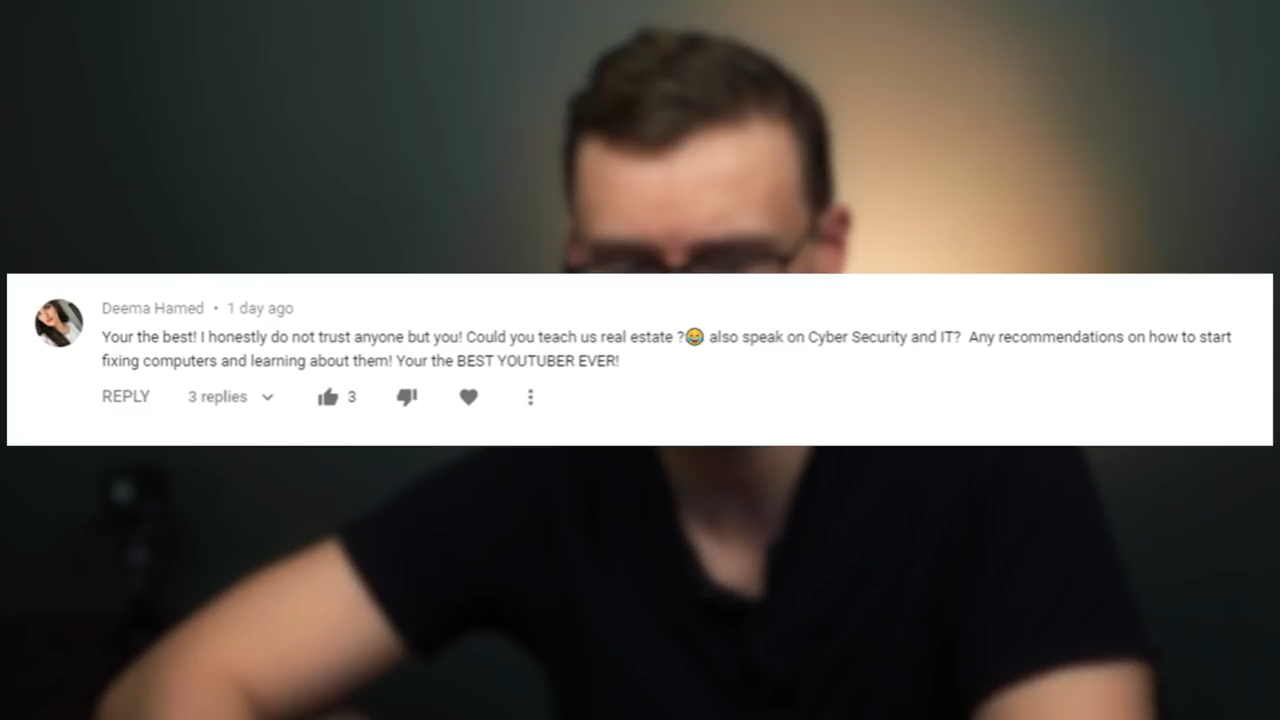 Deema Hamed • 1 day ago
Your the best! I honestly do not trust anyone but you! Could you teach us real estate ?😂 also speak on Cyber Security and IT?  Any recommendations on how to start
fixing computers and learning about them! Your the BEST YOUTUBER EVER!
REPLY 3 replies 3